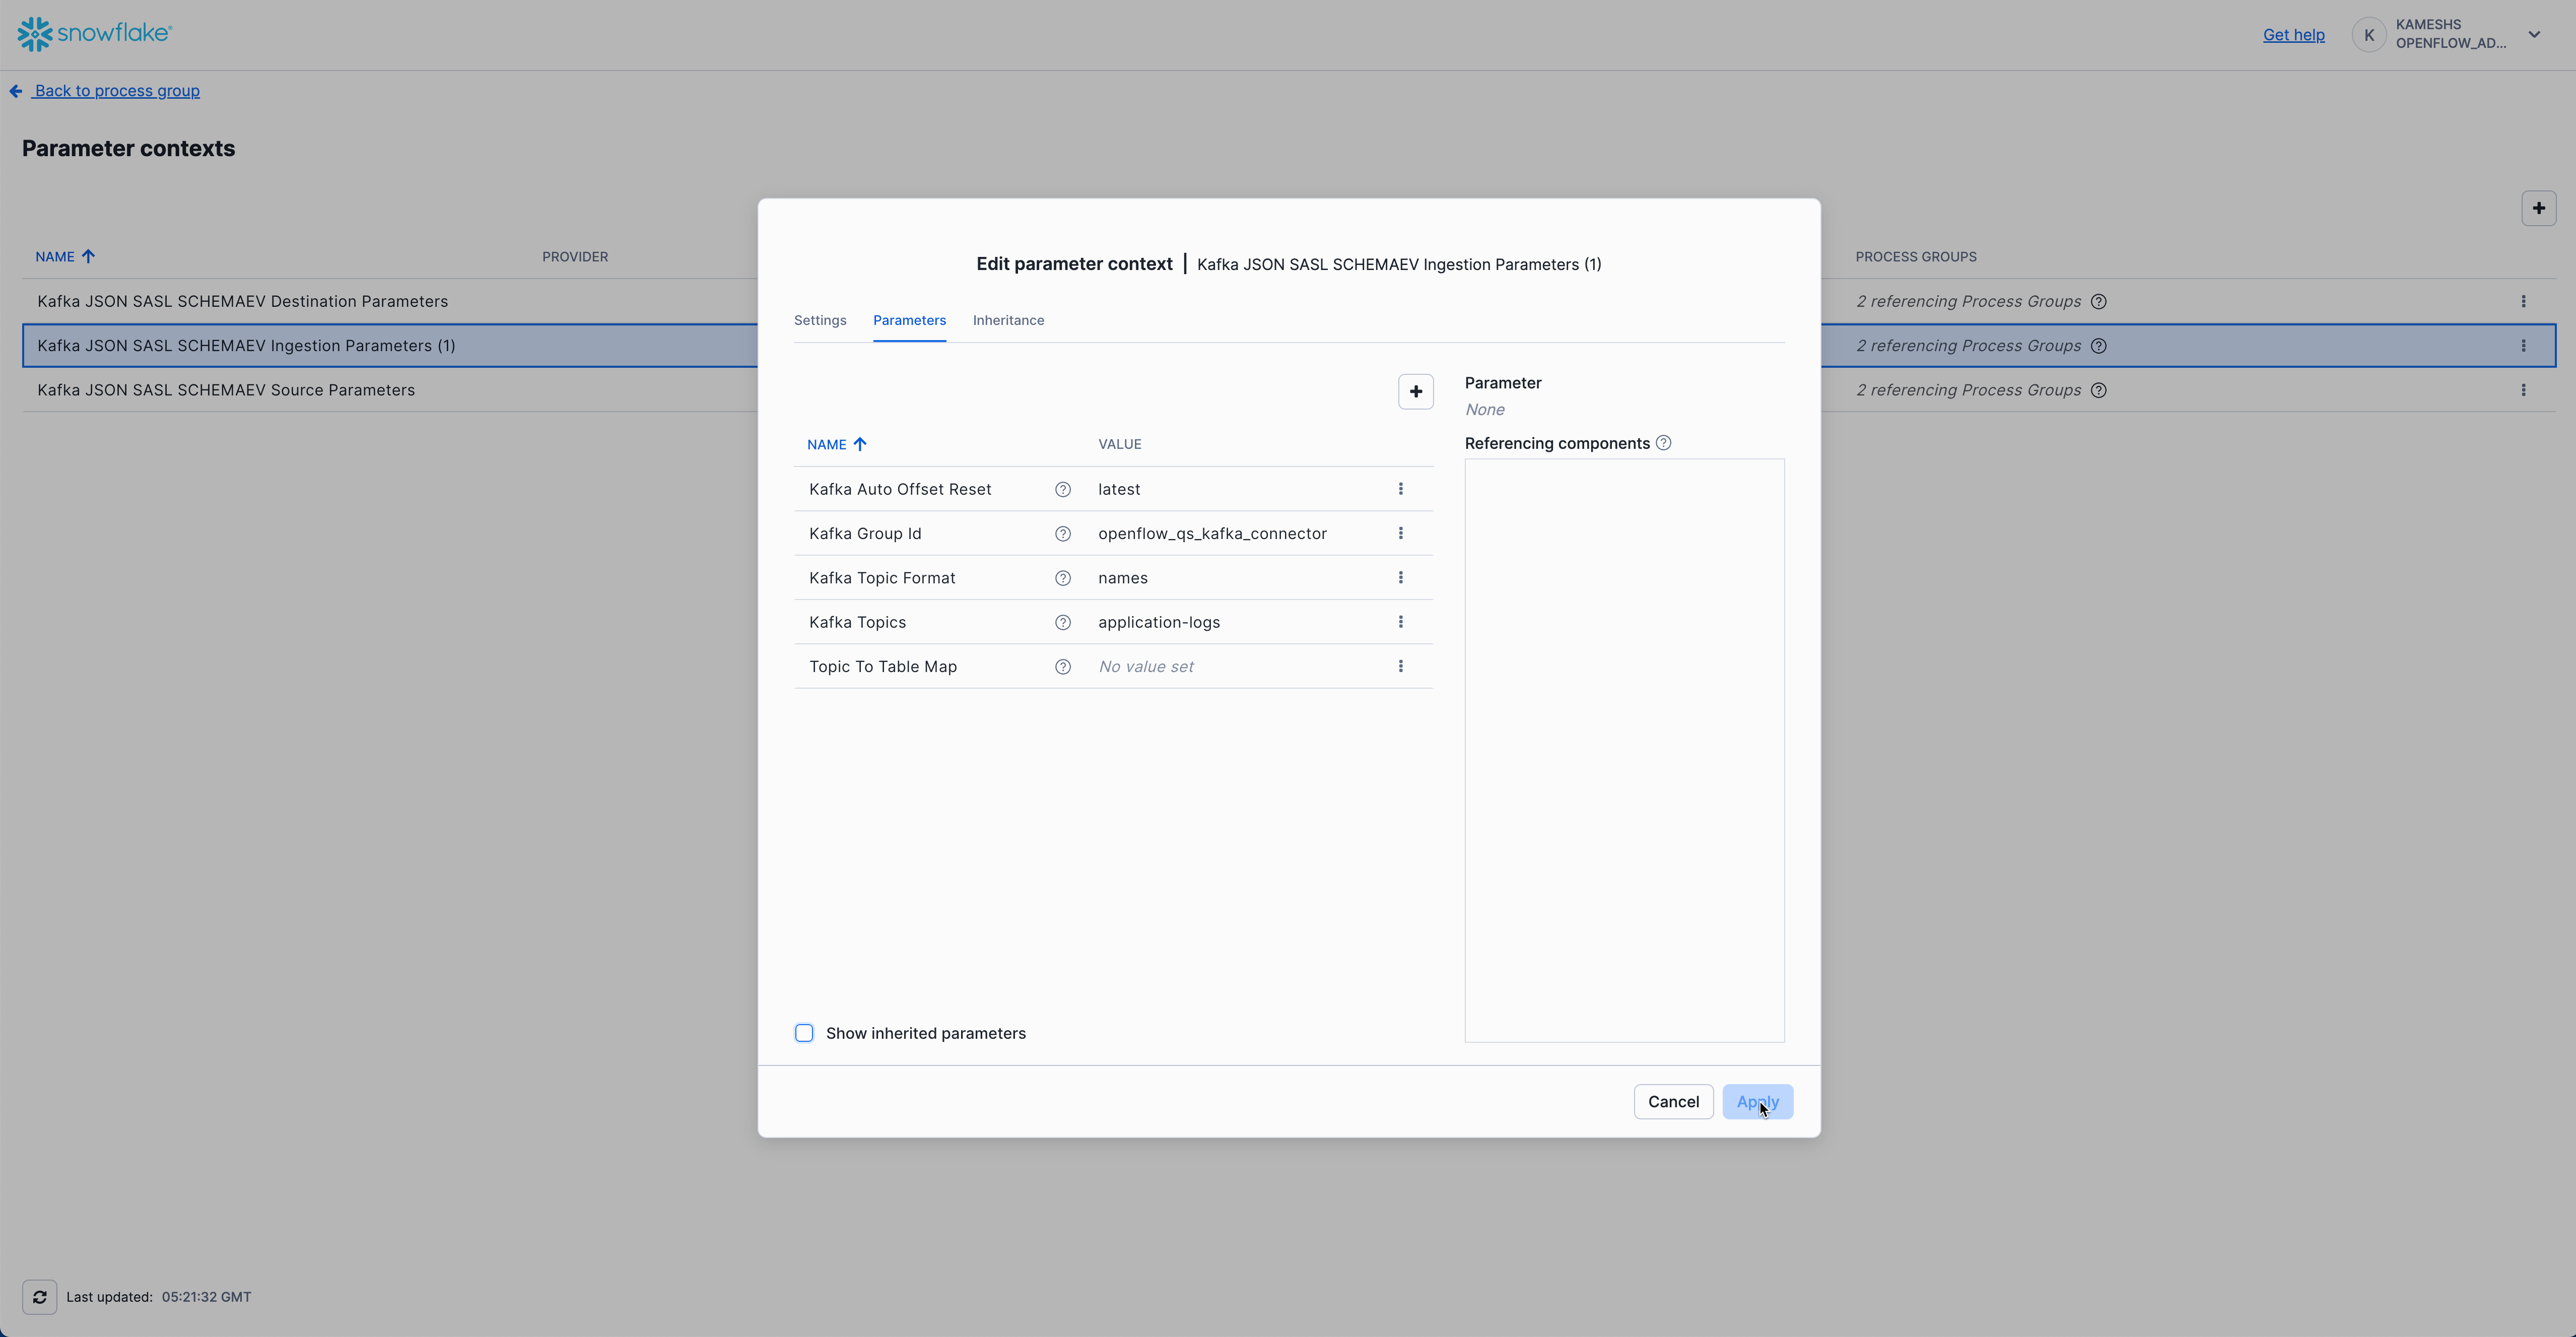 snowflake®
Get help
K
KAMESHS
OPENFLOW_AD...
Back to process group
Parameter contexts
NAME PROVIDER PROCESS GROUPS
Kafka JSON SASL SCHEMAEV Destination Parameters 2 referencing Process Groups
Kafka JSON SASL SCHEMAEV Ingestion Parameters (1) 2 referencing Process Groups
Kafka JSON SASL SCHEMAEV Source Parameters 2 referencing Process Groups
Edit parameter context | Kafka JSON SASL SCHEMAEV Ingestion Parameters (1)
Settings Parameters Inheritance
NAME VALUE
Kafka Auto Offset Reset latest
Kafka Group Id openflow_qs_kafka_connector
Kafka Topic Format names
Kafka Topics application-logs
Topic To Table Map No value set
Show inherited parameters
Parameter
None
Referencing components
Cancel Apply
Last updated: 05:21:32 GMT